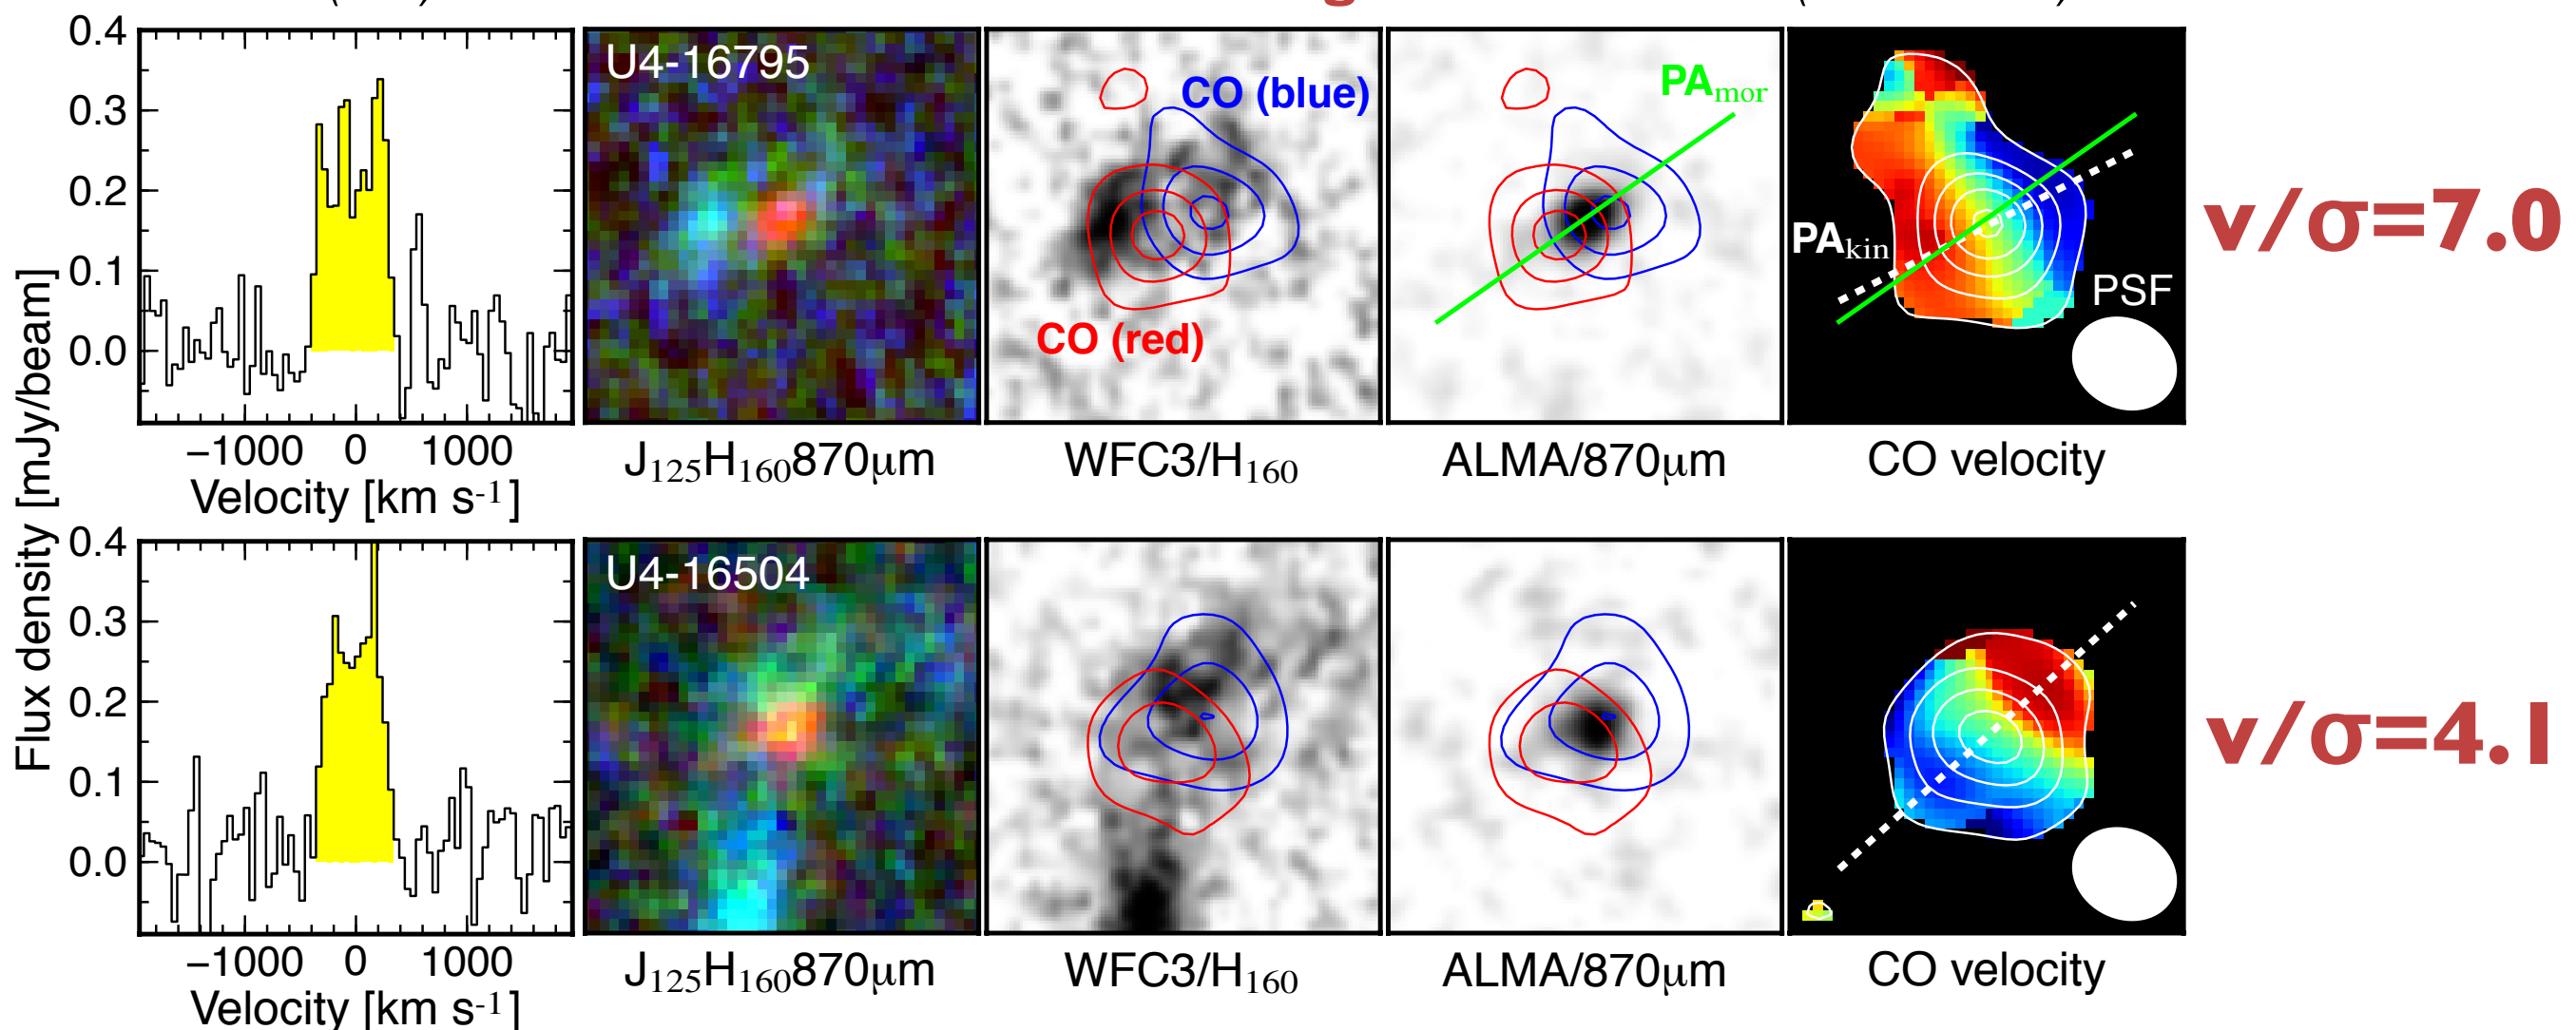 0.4
0.3
0.2
0.1
0.0
−1000 0 1000
Velocity [km s-1]
U4-16795
J125H160870μm
CO (blue)
CO (red)
WFC3/H160
PAmor
ALMA/870μm
PAkin
PSF
CO velocity
v/σ=7.0
Flux density [mJy/beam]
0.4
0.3
0.2
0.1
0.0
−1000 0 1000
Velocity [km s-1]
U4-16504
J125H160870μm
WFC3/H160
ALMA/870μm
CO velocity
v/σ=4.1